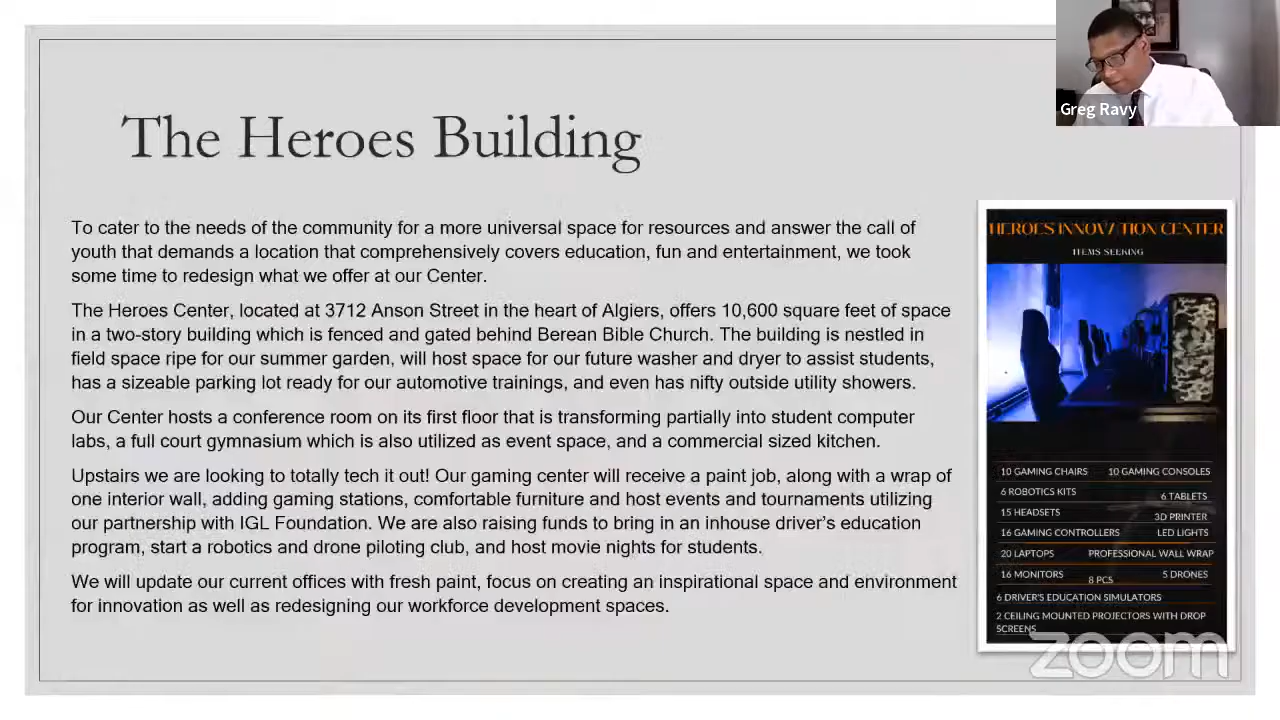 Greg Ravy
The Heroes Building
To cater to the needs of the community for a more universal space for resources and answer the call of
youth that demands a location that comprehensively covers education, fun and entertainment, we took
some time to redesign what we offer at our Center.
The Heroes Center, located at 3712 Anson Street in the heart of Algiers, offers 10,600 square feet of space
in a two-story building which is fenced and gated behind Berean Bible Church. The building is nestled in
field space ripe for our summer garden, will host space for our future washer and dryer to assist students,
has a sizeable parking lot ready for our automotive trainings, and even has nifty outside utility showers.
Our Center hosts a conference room on its first floor that is transforming partially into student computer
labs, a full court gymnasium which is also utilized as event space, and a commercial sized kitchen.
Upstairs we are looking to totally tech it out! Our gaming center will receive a paint job, along with a wrap of
one interior wall, adding gaming stations, comfortable furniture and host events and tournaments utilizing
our partnership with IGL Foundation. We are also raising funds to bring in an inhouse driver's education
program, start a robotics and drone piloting club, and host movie nights for students.
We will update our current offices with fresh paint, focus on creating an inspirational space and environment
for innovation as well as redesigning our workforce development spaces.
HEROES INNOVATION CENTER
ITEMS SEEKING
10 GAMING CHAIRS 10 GAMING CONSOLES
6 ROBOTICS KITS 6 TABLETS
15 HEADSETS 3D PRINTER
16 GAMING CONTROLLERS LED LIGHTS
20 LAPTOPS PROFESSIONAL WALL WRAP
16 MONITORS 8 PCS 5 DRONES
6 DRIVER'S EDUCATION SIMULATORS
2 CEILING MOUNTED PROJECTORS WITH DROP
SCREENS
zoom